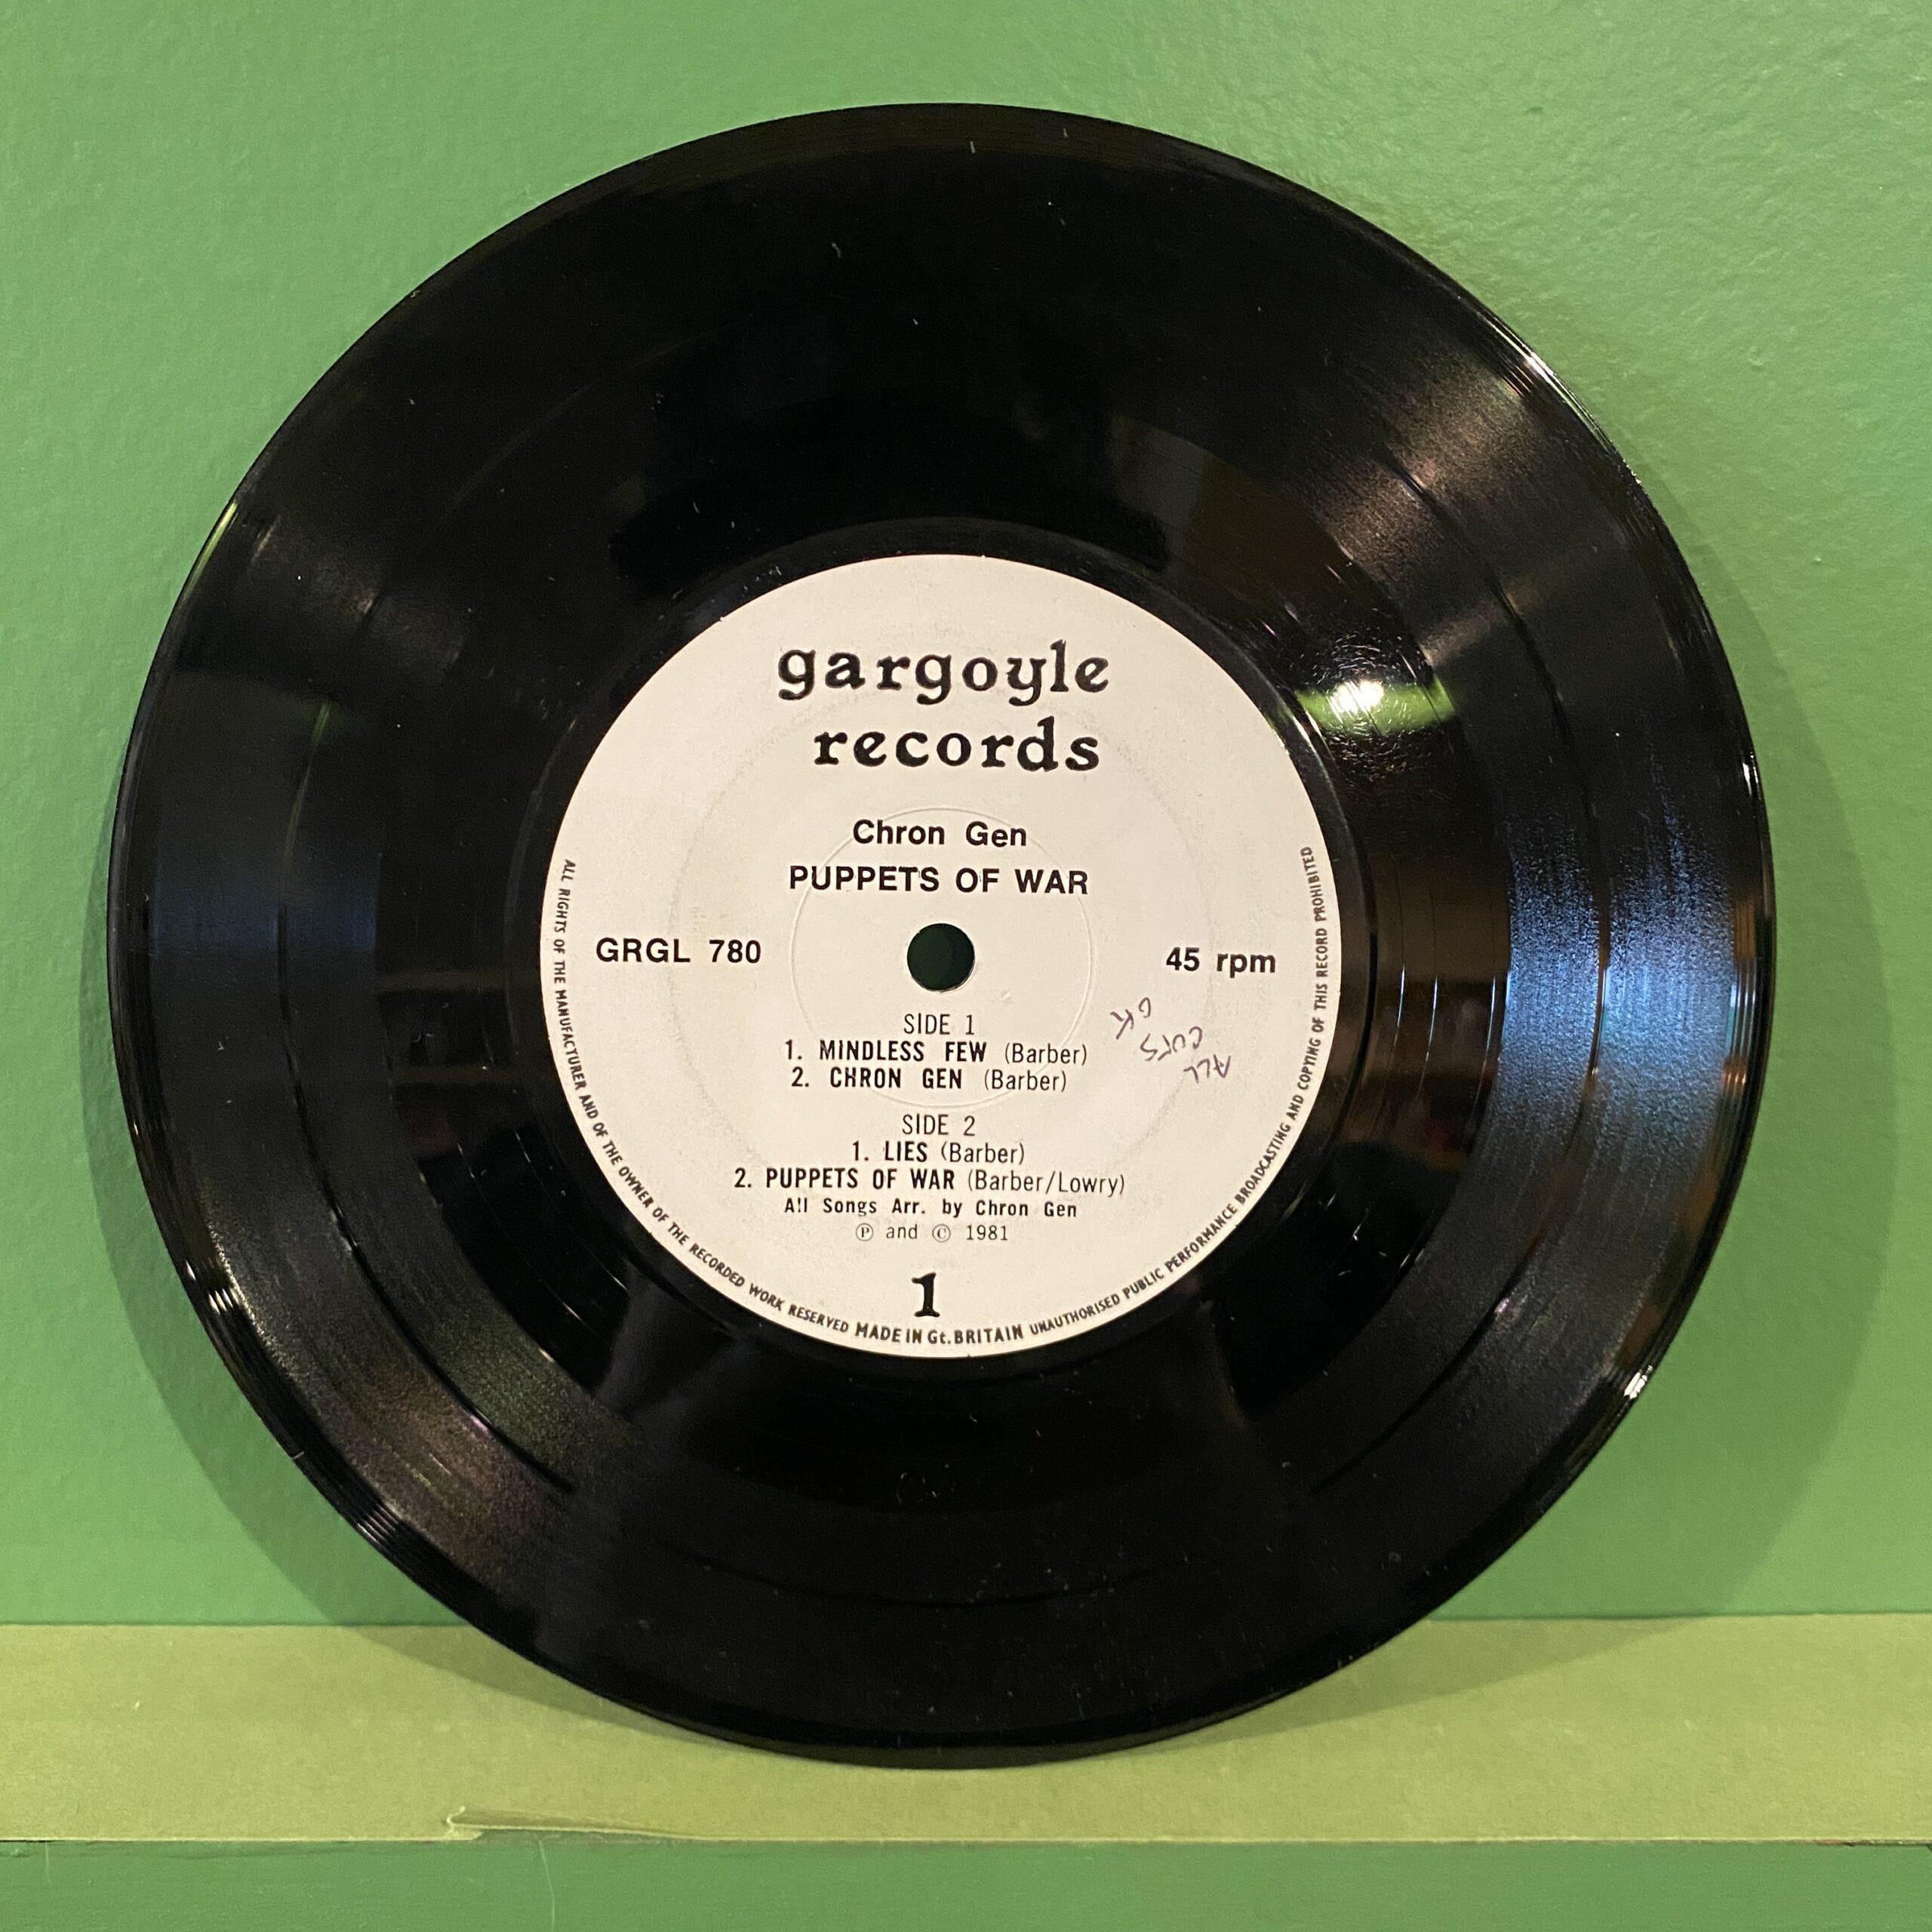 gargoyle
records
Chron Gen
PUPPETS OF WAR
GRGL 780
45 rpm
ALL
CUTS
OK
SIDE 1
1. MINDLESS FEW (Barber)
2. CHRON GEN (Barber)
SIDE 2
1. LIES (Barber)
2. PUPPETS OF WAR (Barber/Lowry)
All Songs Arr. by Chron Gen
℗ and © 1981
1
ALL RIGHTS OF THE MANUFACTURER AND OF THE OWNER OF THE RECORDED WORK RESERVED MADE IN Gt. BRITAIN UNAUTHORISED PUBLIC PERFORMANCE BROADCASTING AND COPYING OF THIS RECORD PROHIBITED